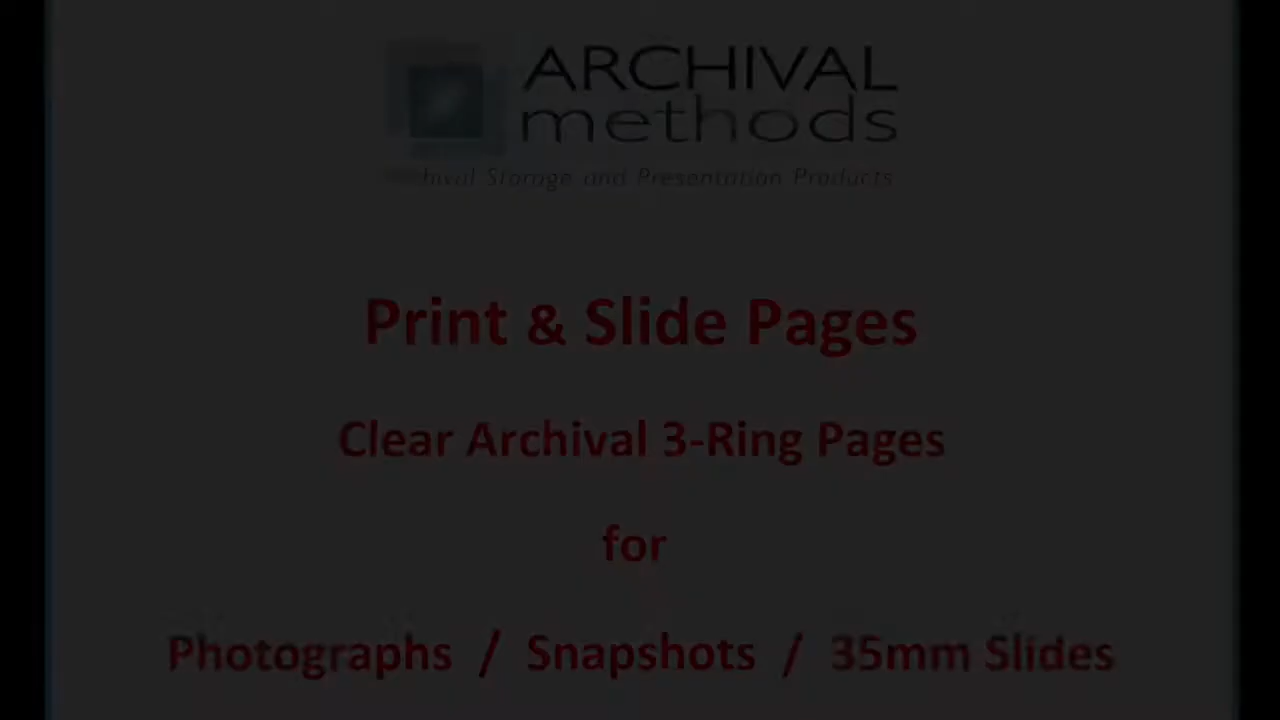 ARCHIVAL
methods
Archival Storage and Presentation Products
Print & Slide Pages
Clear Archival 3-Ring Pages
for
Photographs / Snapshots / 35mm Slides